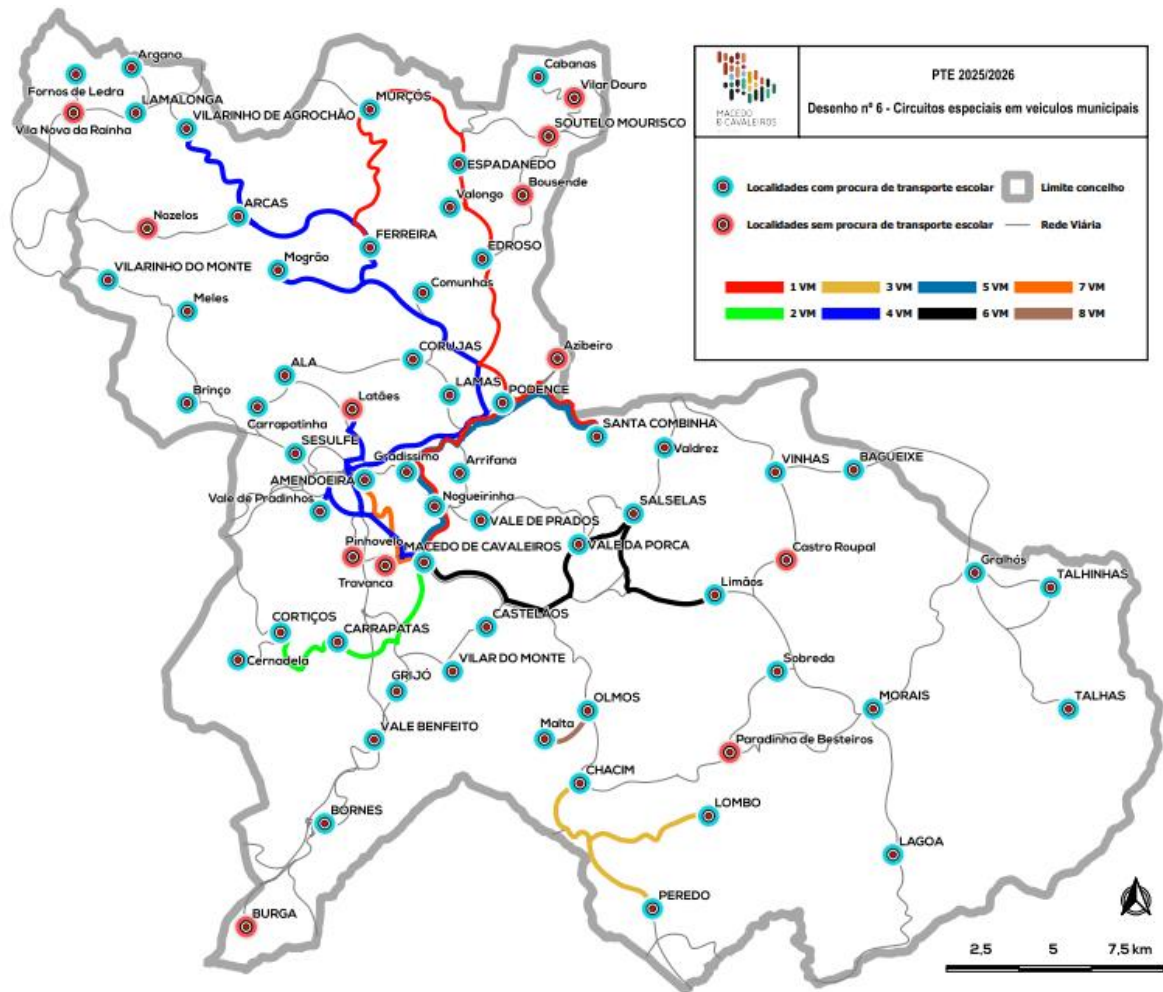 PTE 2025/2026
Desenho nº 6 - Circuitos especiais em veiculos municipais
MACEDO
E-CAVALEIROS
Localidades com procura de transporte escolar
Limite concelho
Localidades sem procura de transporte escolar
Rede Viária
1 VM
3 VM
5 VM
7 VM
2 VM
4 VM
6 VM
8 VM
Argana
Fornos de Ledra
LAMALONGA
Vila Nova da Rainha
VILARINHO DE AGROCHÃO
MURÇÓS
Cabanas
Vilar Douro
SOUTELO MOURISCO
ESPADANEDO
Valongo
Bousende
Nozelos
ARCAS
FERREIRA
EDROSO
Mogrão
VILARINHO DO MONTE
Comunhas
Meles
CORUJAS
Azibeiro
ALA
LAMAS
PODENCE
Brinço
Latães
Carrapatinha
SANTA COMBINHA
SESULFE
Gradissimo
Arrifana
Valdrez
VINHAS
BAGUEIXE
AMENDOEIRA
Vale de Pradinhos
Nogueirinha
VALE DE PRADOS
SALSELAS
Pinhovelo
MACEDO DE CAVALEIROS
VALE DA PORCA
Castro Roupal
Travanca
Limãos
Gralhós
TALHINHAS
CORTIÇOS
CARRAPATAS
CASTELÃOS
Cernadela
VILAR DO MONTE
Sobreda
GRIJÓ
OLMOS
MORAIS
TALHAS
VALE BENFEITO
Malta
Paradinha de Besteiros
CHACIM
BORNES
LOMBO
LAGOA
PEREDO
BURGA
2,5 5 7,5 km